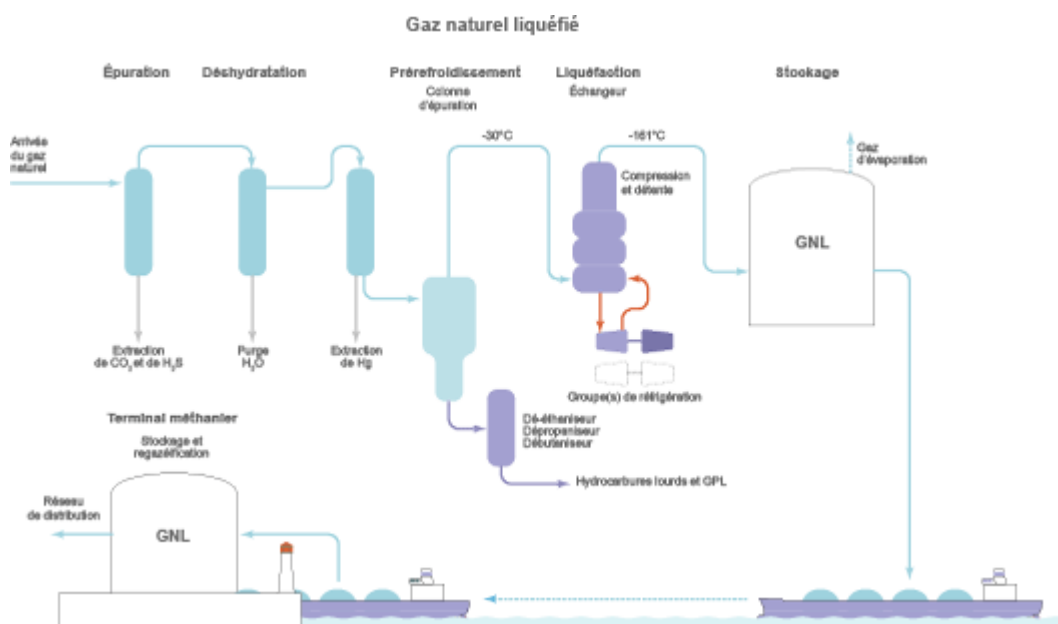 Gaz naturel liquéfié
Épuration
Déshydratation
Prérefroidissement
Colonne
d'épuration
Liquéfaction
Échangeur
Stockage
Arrivée
du gaz
naturel
-30°C
-161°C
Compression
et détente
Gaz
d'évaporation
GNL
Extraction
de CO₂ et de H₂S
Purge
H₂O
Extraction
de Hg
Groupe(s) de réfrigération
Dé-éthaniseur
Dépropaniseur
Débutaniseur
Hydrocarbures lourds et GPL
Terminal méthanier
Stockage et
regazéification
Réseau
de distribution
GNL